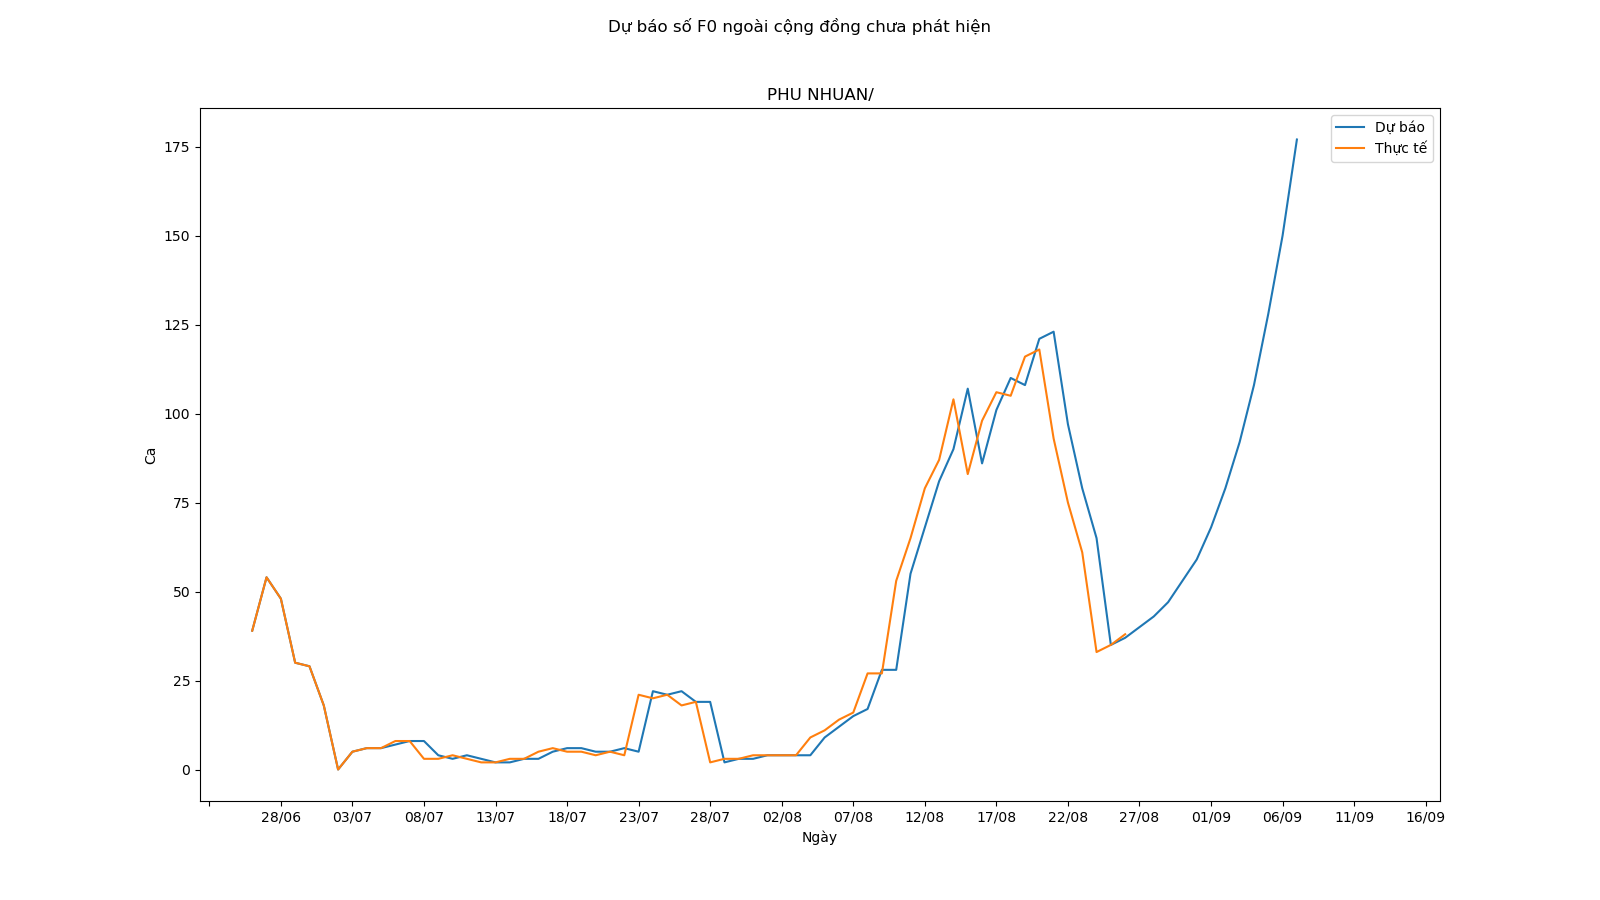 Dự báo số F0 ngoài cộng đồng chưa phát hiện
PHU NHUAN/
Dự báo
Thực tế
175
150
125
100
75
50
25
0
Ca
28/06 03/07 08/07 13/07 18/07 23/07 28/07 02/08 07/08 12/08 17/08 22/08 27/08 01/09 06/09 11/09 16/09
Ngày